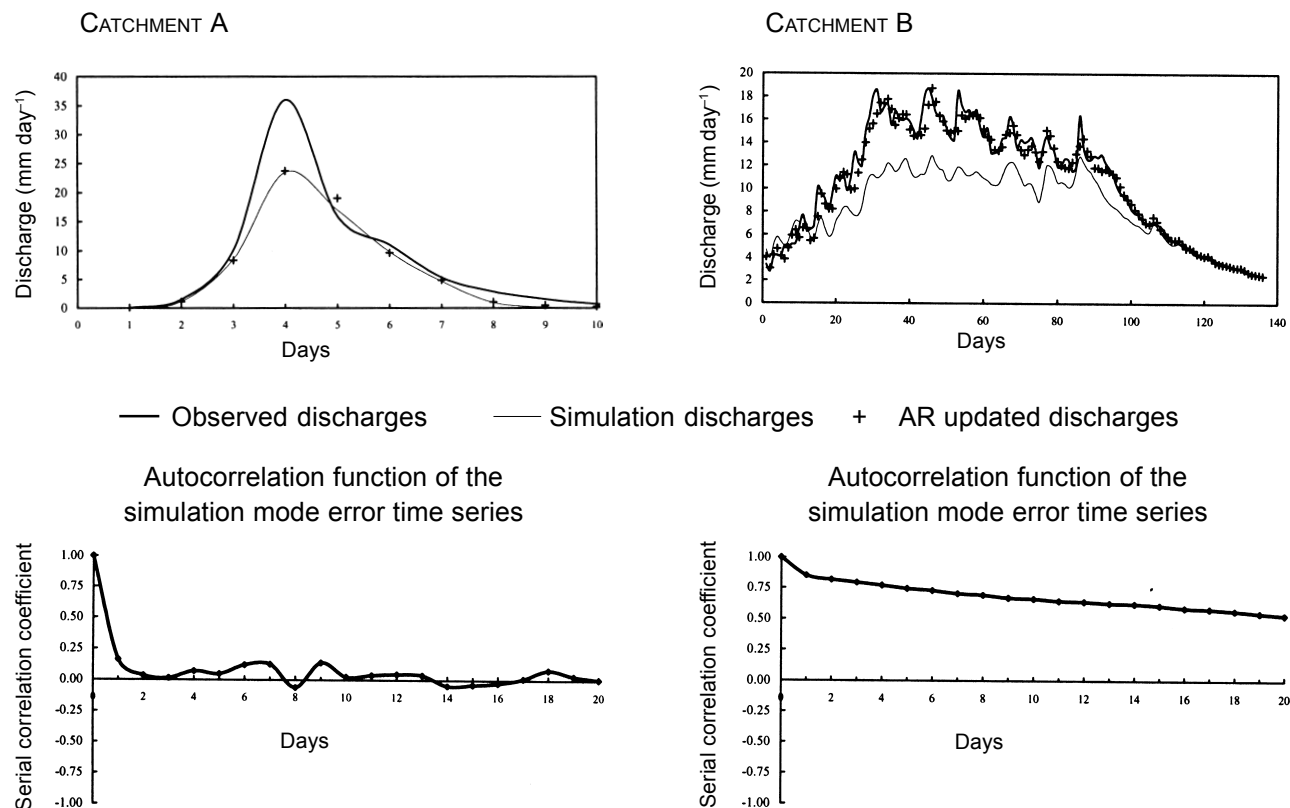 CATCHMENT A
CATCHMENT B
Discharge (mm day⁻¹)
40
35
30
25
20
15
10
5
0
0 1 2 3 4 5 6 7 8 9 10
Days
Discharge (mm day⁻¹)
20
18
16
14
12
10
8
6
4
2
0
0 20 40 60 80 100 120 140
Days
Observed discharges Simulation discharges + AR updated discharges
Autocorrelation function of the
simulation mode error time series
Serial correlation coefficient
1.00
0.75
0.50
0.25
0.00
-0.25
-0.50
-0.75
-1.00
0 2 4 6 8 10 12 14 16 18 20
Days
Autocorrelation function of the
simulation mode error time series
Serial correlation coefficient
1.00
0.75
0.50
0.25
0.00
-0.25
-0.50
-0.75
-1.00
0 2 4 6 8 10 12 14 16 18 20
Days